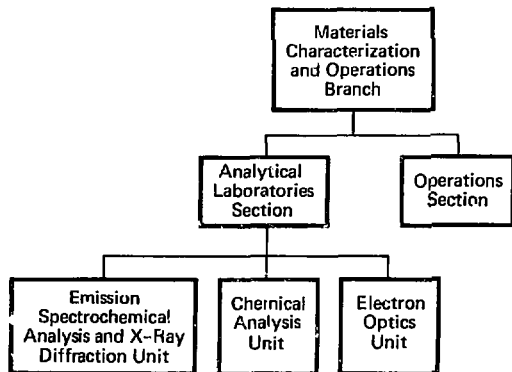 Materials
Characterization
and Operations
Branch
Analytical
Laboratories
Section
Operations
Section
Emission
Spectrochemical
Analysis and X-Ray
Diffraction Unit
Chemical
Analysis
Unit
Electron
Optics
Unit